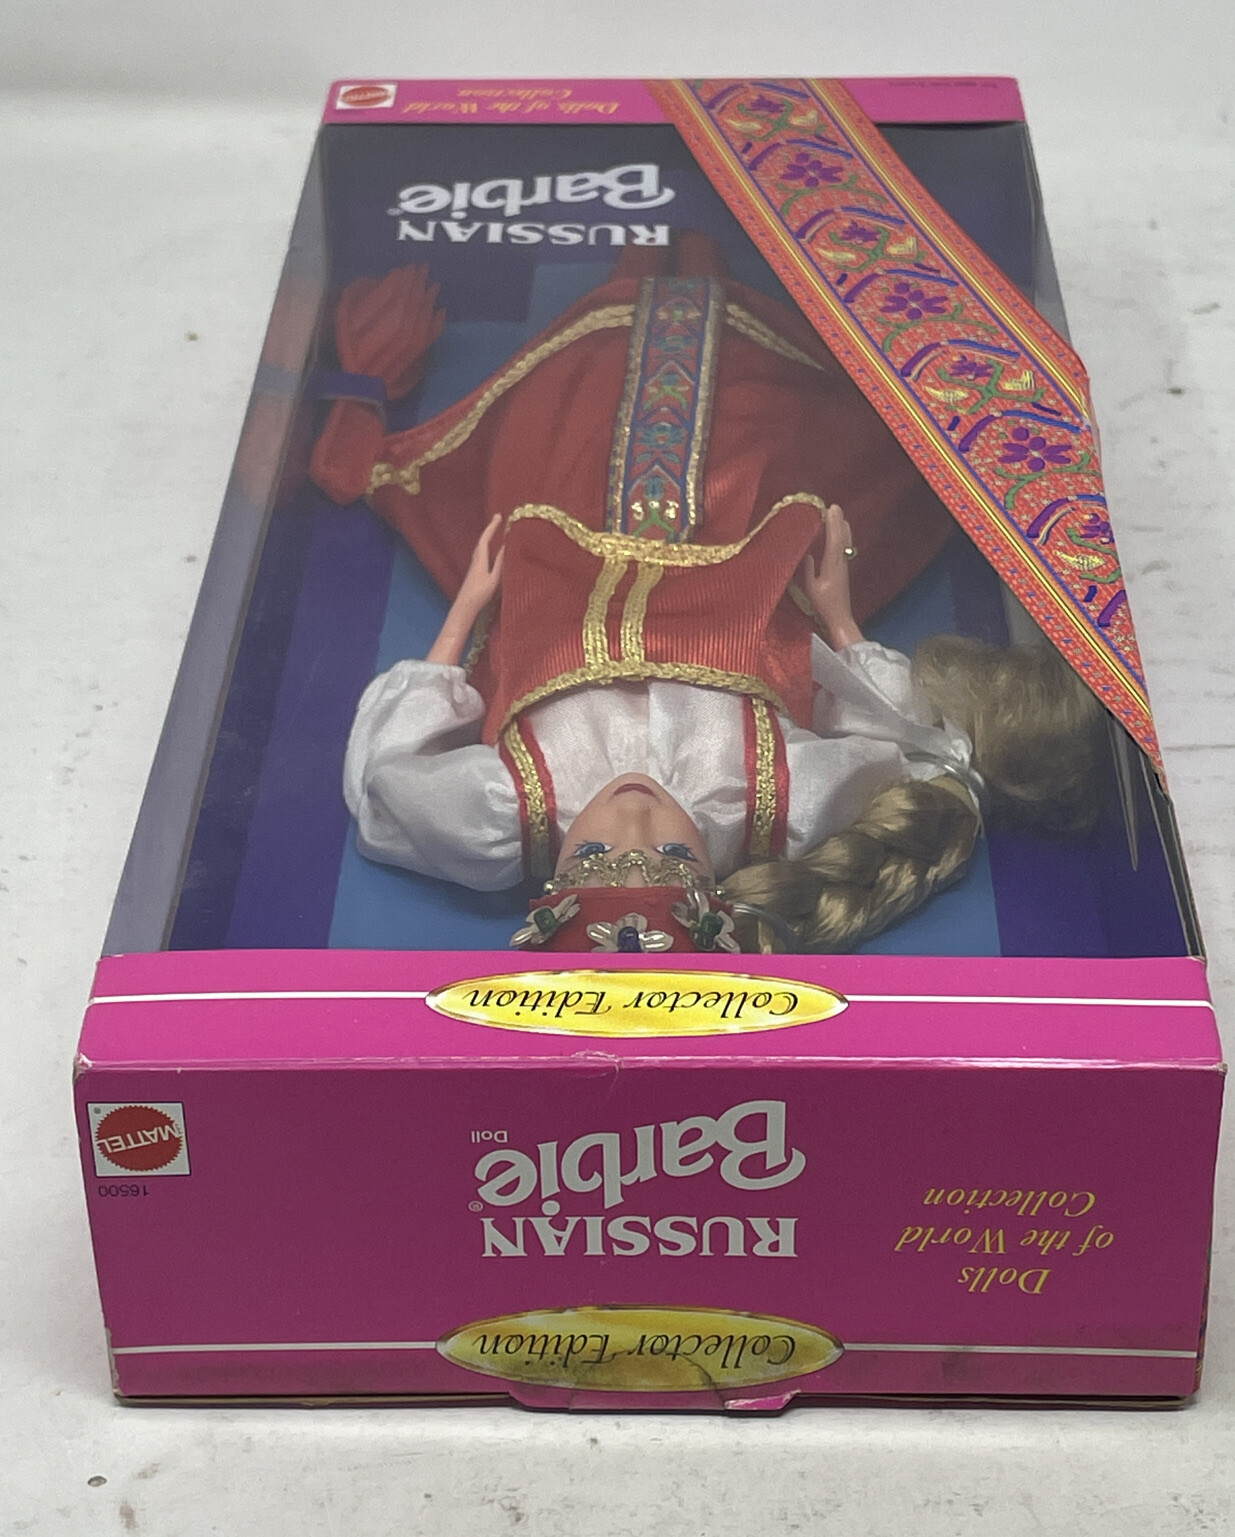 Collector Edition
Dolls
of the World
Collection
RUSSIAN
Barbie®
Doll
16500
MATTEL
®
Collector Edition
RUSSIAN
Barbie®
Dolls of the World
Collection
MATTEL